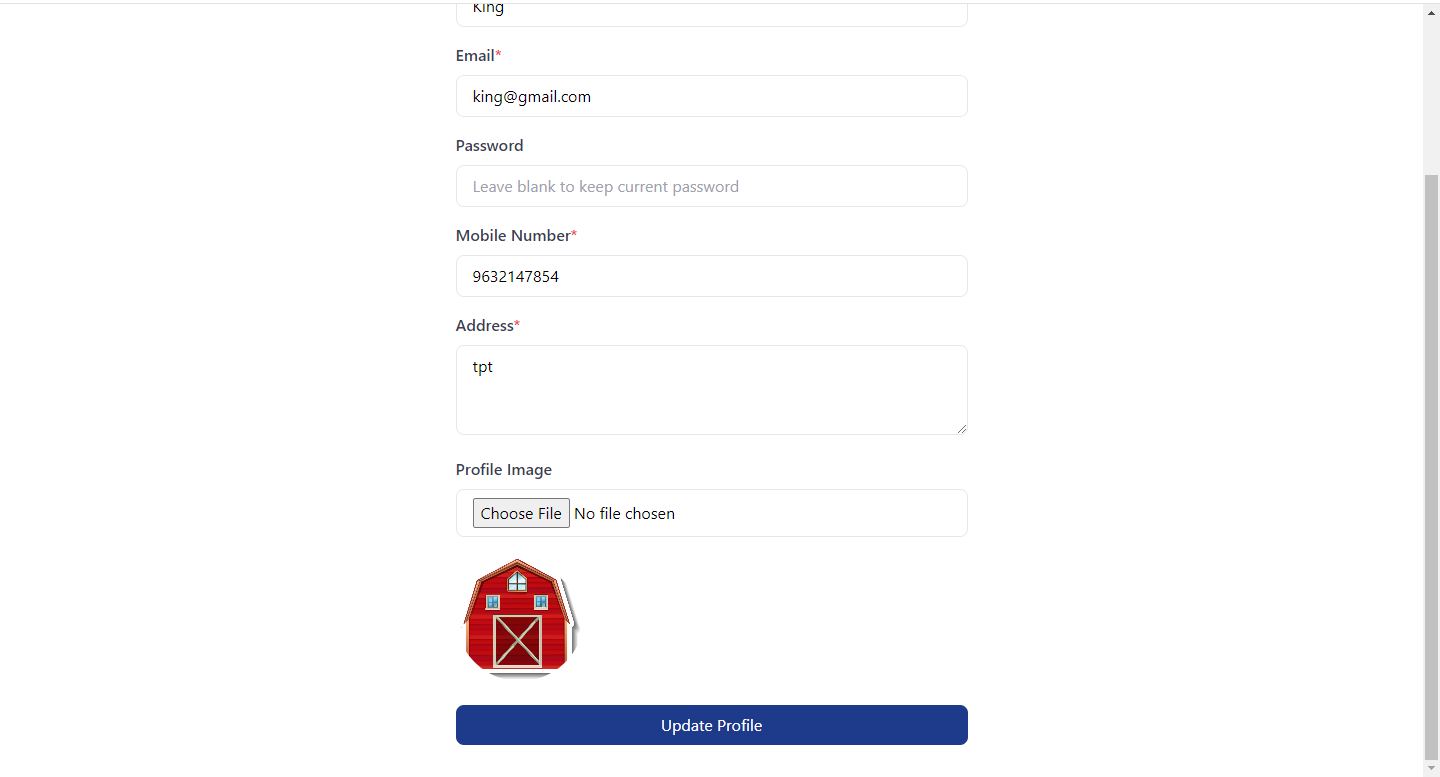 King
Email*
king@gmail.com
Password
Leave blank to keep current password
Mobile Number*
9632147854
Address*
tpt
Profile Image
Choose File No file chosen
Update Profile